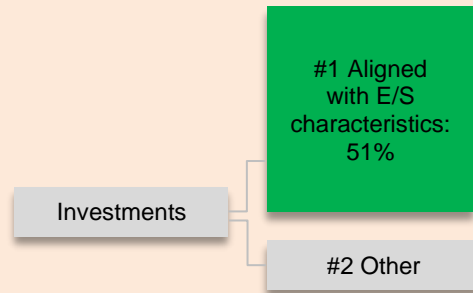 #1 Aligned
with E/S
characteristics:
51%
Investments
#2 Other